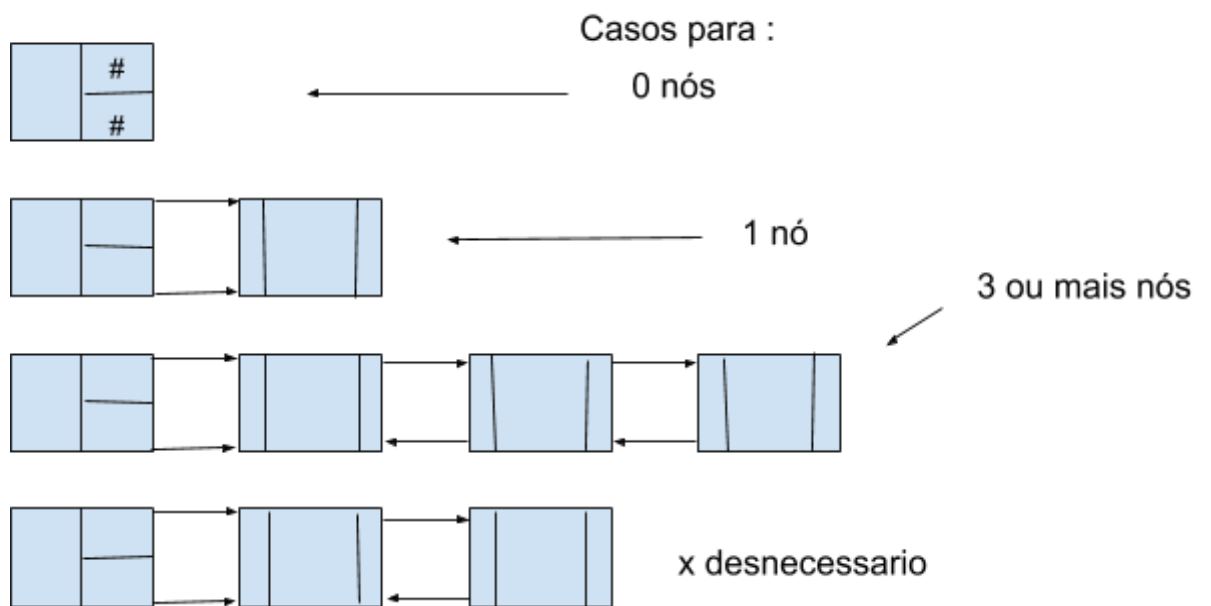 Casos para :
#
#
0 nós
1 nó
3 ou mais nós
x desnecessario